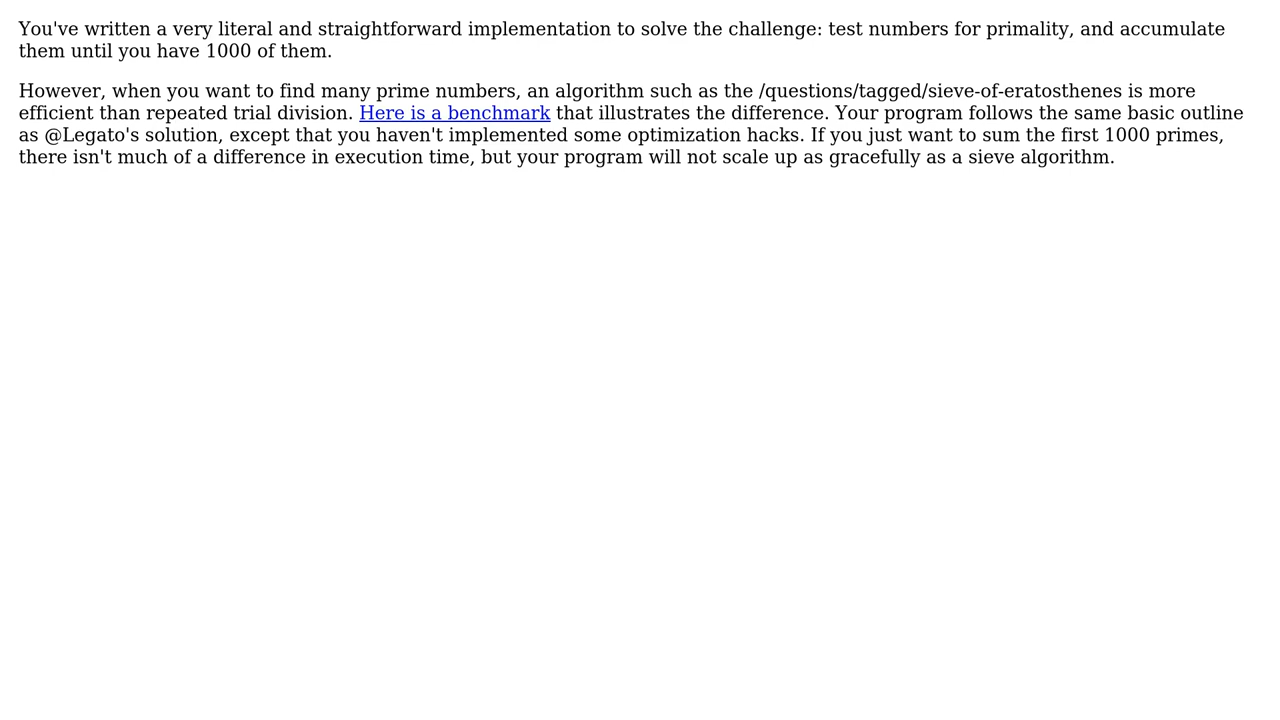 You've written a very literal and straightforward implementation to solve the challenge: test numbers for primality, and accumulate
them until you have 1000 of them.
However, when you want to find many prime numbers, an algorithm such as the /questions/tagged/sieve-of-eratosthenes is more
efficient than repeated trial division. Here is a benchmark that illustrates the difference. Your program follows the same basic outline
as @Legato's solution, except that you haven't implemented some optimization hacks. If you just want to sum the first 1000 primes,
there isn't much of a difference in execution time, but your program will not scale up as gracefully as a sieve algorithm.